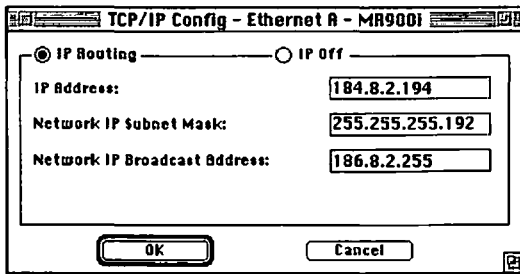 TCP/IP Config - Ethernet A - MR900i
IP Routing IP Off
IP Address: 184.8.2.194
Network IP Subnet Mask: 255.255.255.192
Network IP Broadcast Address: 186.8.2.255
OK Cancel